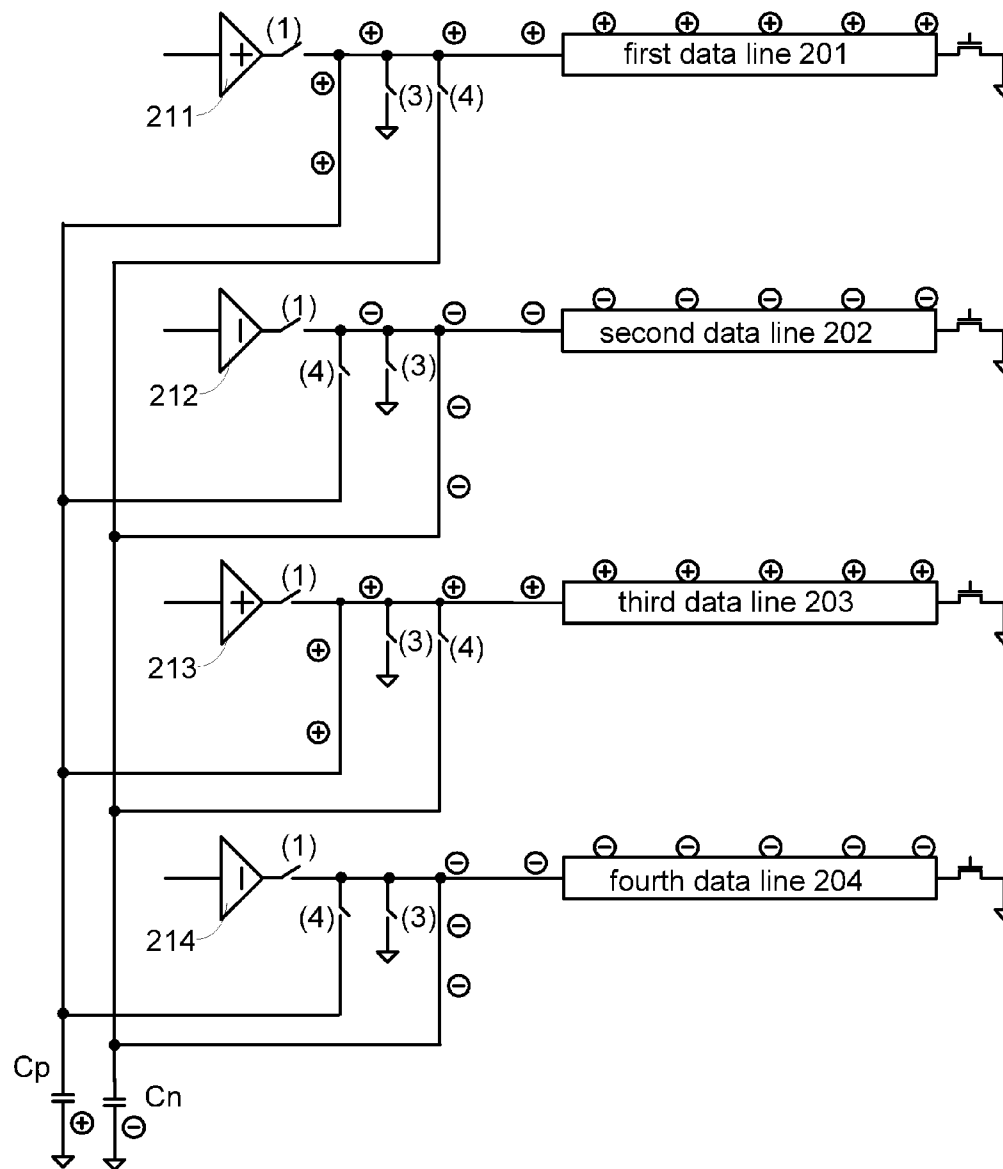 (1)
211
(3)
(4)
first data line 201
(1)
212
(4)
(3)
second data line 202
(1)
213
(3)
(4)
third data line 203
(1)
214
(4)
(3)
fourth data line 204
Cp
Cn